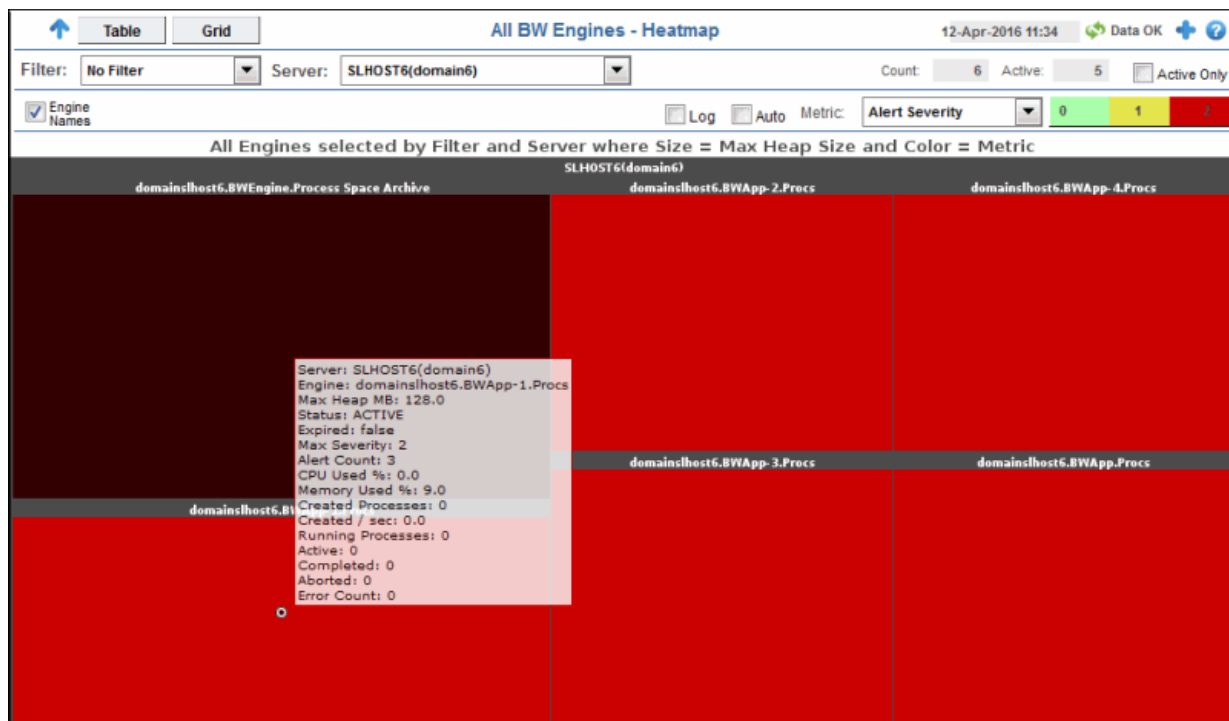 Table Grid All BW Engines - Heatmap 12-Apr-2016 11:34 Data OK
Filter: No Filter Server: SLHOST6(domain6) Count: 6 Active: 5 Active Only
Engine Names Log Auto Metric: Alert Severity 0 1 2
All Engines selected by Filter and Server where Size = Max Heap Size and Color = Metric
SLHOST6(domain6)
domainslhost6.BWEngine.Process Space Archive domainslhost6.BWApp-2.Procs domainslhost6.BWApp-4.Procs
Server: SLHOST6(domain6)
Engine: domainslhost6.BWApp-1.Procs
Max Heap MB: 128.0
Status: ACTIVE
Expired: false
Max Severity: 2
Alert Count: 3
CPU Used %: 0.0
Memory Used %: 9.0
Created Processes: 0
Created / sec: 0.0
Running Processes: 0
Active: 0
Completed: 0
Aborted: 0
Error Count: 0
domainslhost6.BWApp-3.Procs domainslhost6.BWApp.Procs